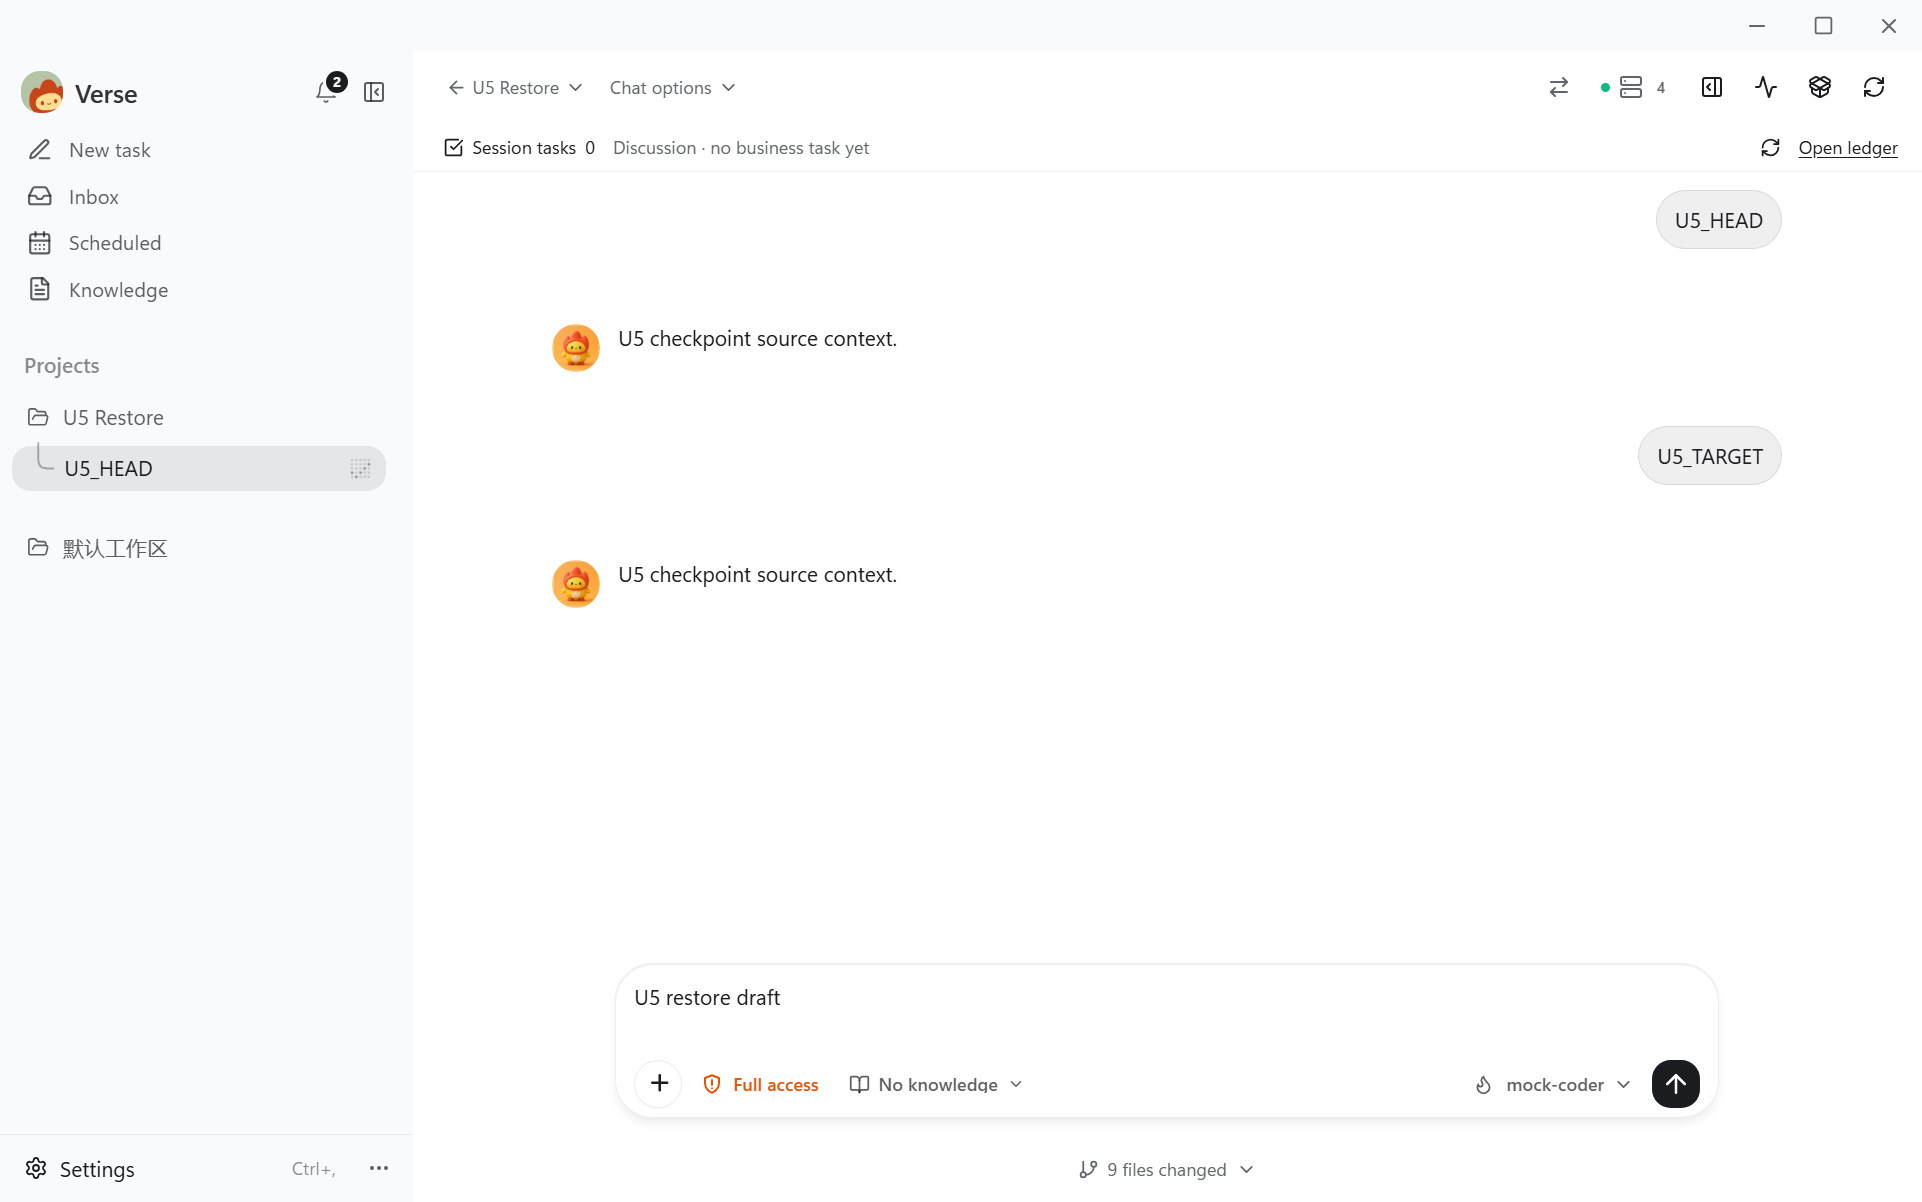 Verse
2
New task
Inbox
Scheduled
Knowledge
Projects
U5 Restore
U5_HEAD
默认工作区
Settings
Ctrl+,
U5 Restore
Chat options
4
Session tasks 0 Discussion · no business task yet
Open ledger
U5_HEAD
U5 checkpoint source context.
U5_TARGET
U5 checkpoint source context.
U5 restore draft
Full access
No knowledge
mock-coder
9 files changed